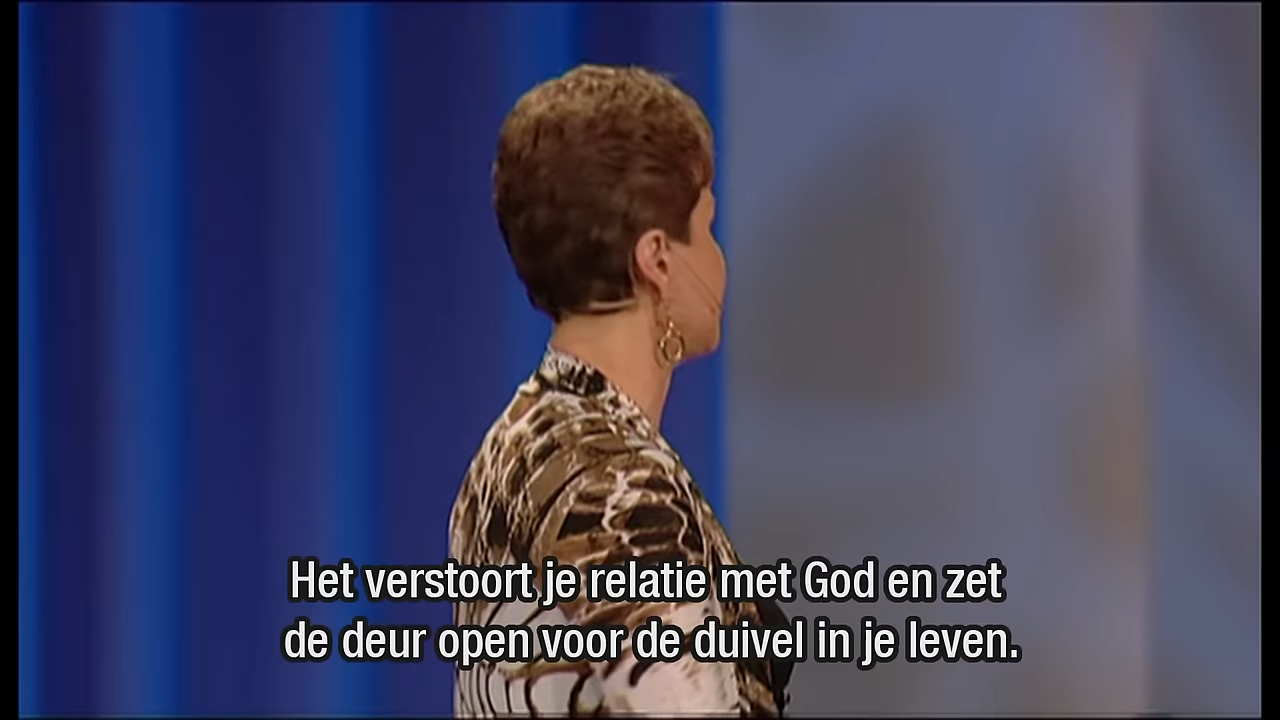 Het verstoort je relatie met God en zet
de deur open voor de duivel in je leven.